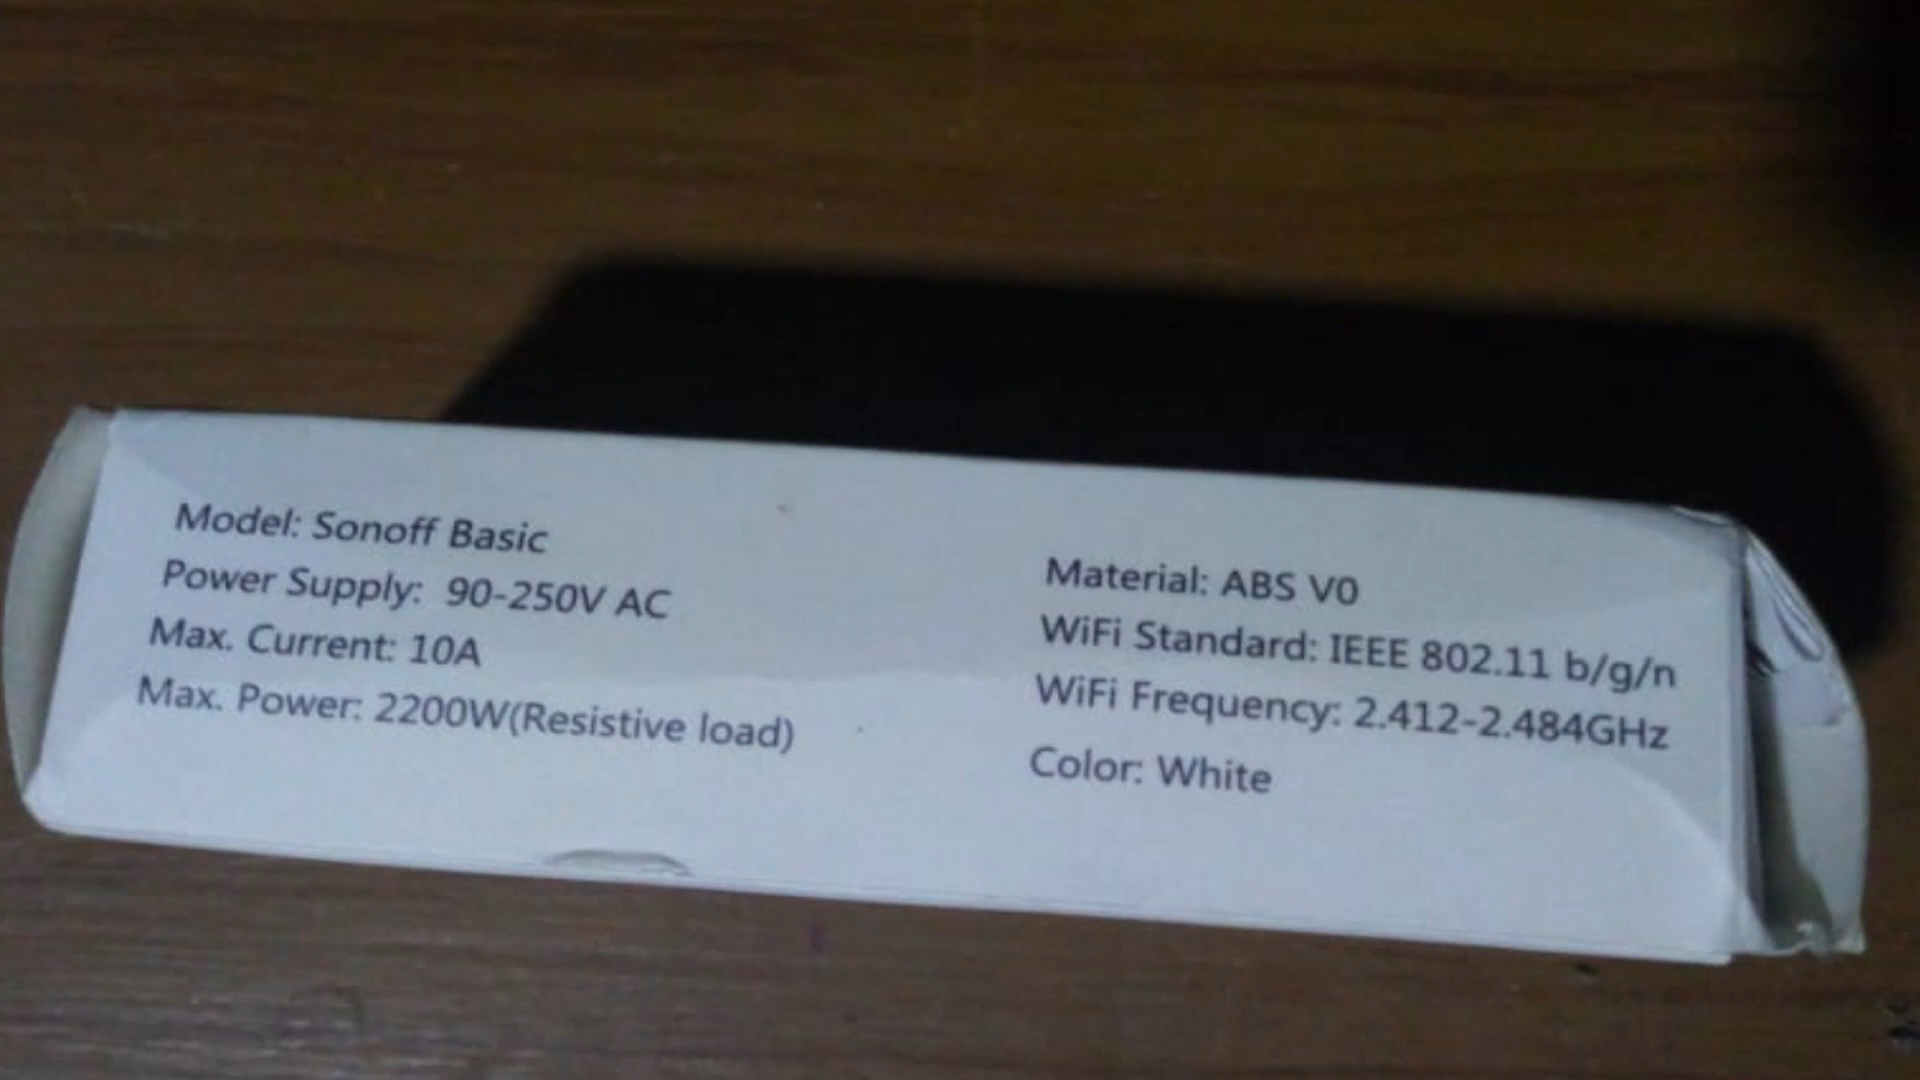 Model: Sonoff Basic
Power Supply: 90-250V AC
Max. Current: 10A
Max. Power: 2200W(Resistive load)
Material: ABS V0
WiFi Standard: IEEE 802.11 b/g/n
WiFi Frequency: 2.412-2.484GHz
Color: White